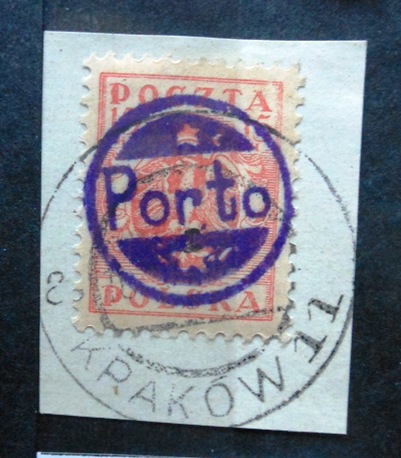 POCZTA
Porto
POLSKA
KRAKÓW 11